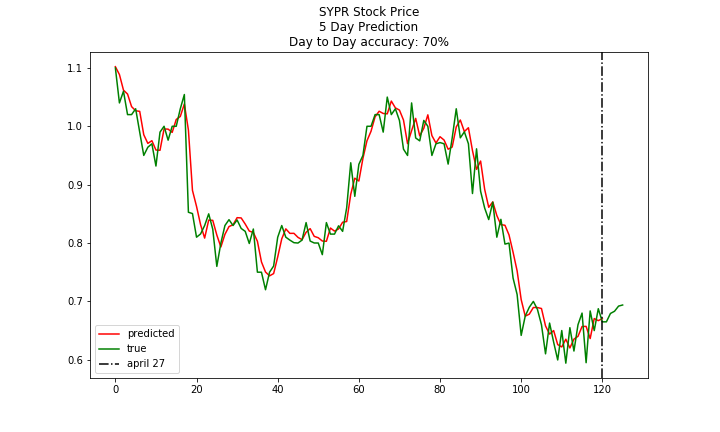 SYPR Stock Price
5 Day Prediction
Day to Day accuracy: 70%
1.1
1.0
0.9
0.8
0.7
0.6
predicted
true
april 27
0 20 40 60 80 100 120